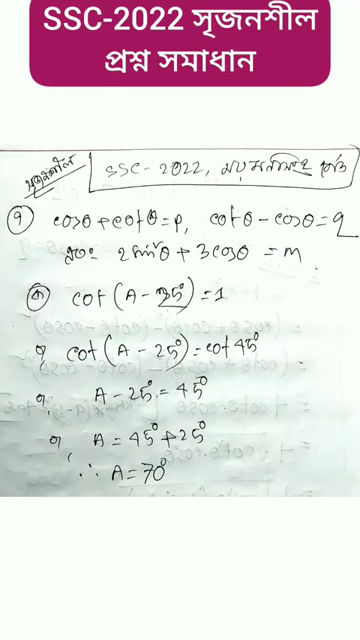 SSC-2022 সৃজনশীল
প্রশ্ন সমাধান
সৃজনশীল
SSC-2022, ময়মনসিংহ বোর্ড
৭ cosθ + cotθ = p, cotθ - cosθ = q
এবং 2sin²θ + 3cosθ = m
ক cot(A - 35°) = 1
বা, cot(A - 25°) = cot 45°
বা, A - 25° = 45°
বা, A = 45° + 25°
∴ A = 70°